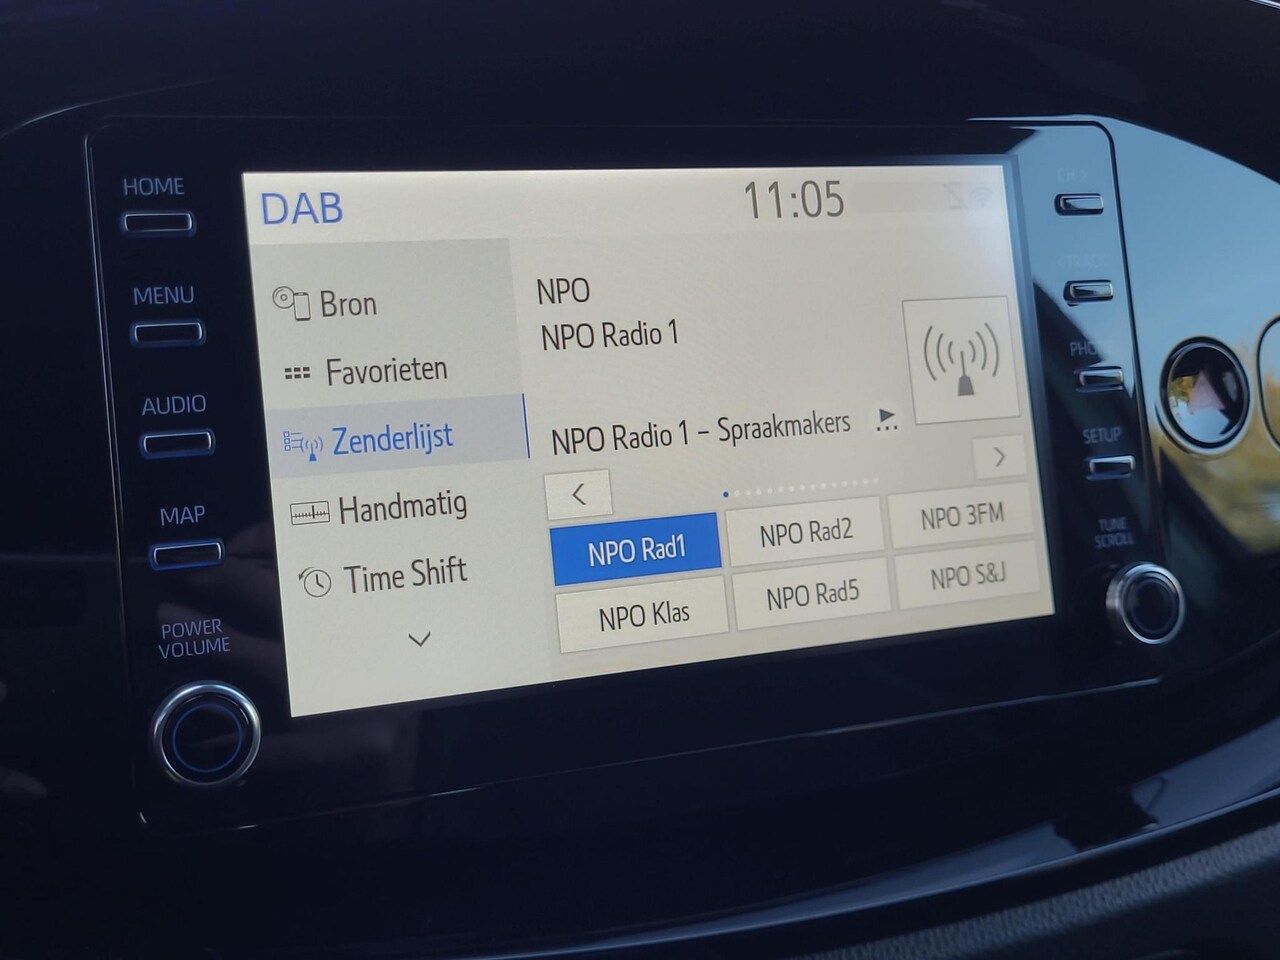 HOME
MENU
AUDIO
MAP
POWER
VOLUME
DAB
11:05
Bron
Favorieten
Zenderlijst
Handmatig
Time Shift
NPO
NPO Radio 1
NPO Radio 1 – Spraakmakers
NPO Rad1
NPO Rad2
NPO 3FM
NPO Klas
NPO Rad5
NPO S&J
CH >
SETUP
TUNE
SCROLL